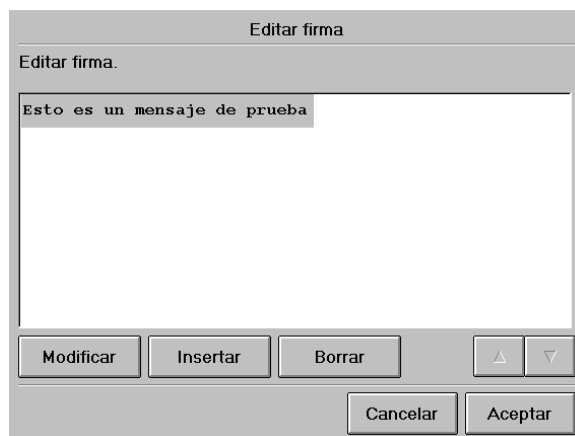 Editar firma
Editar firma.
Esto es un mensaje de prueba
Modificar Insertar Borrar
Cancelar Aceptar